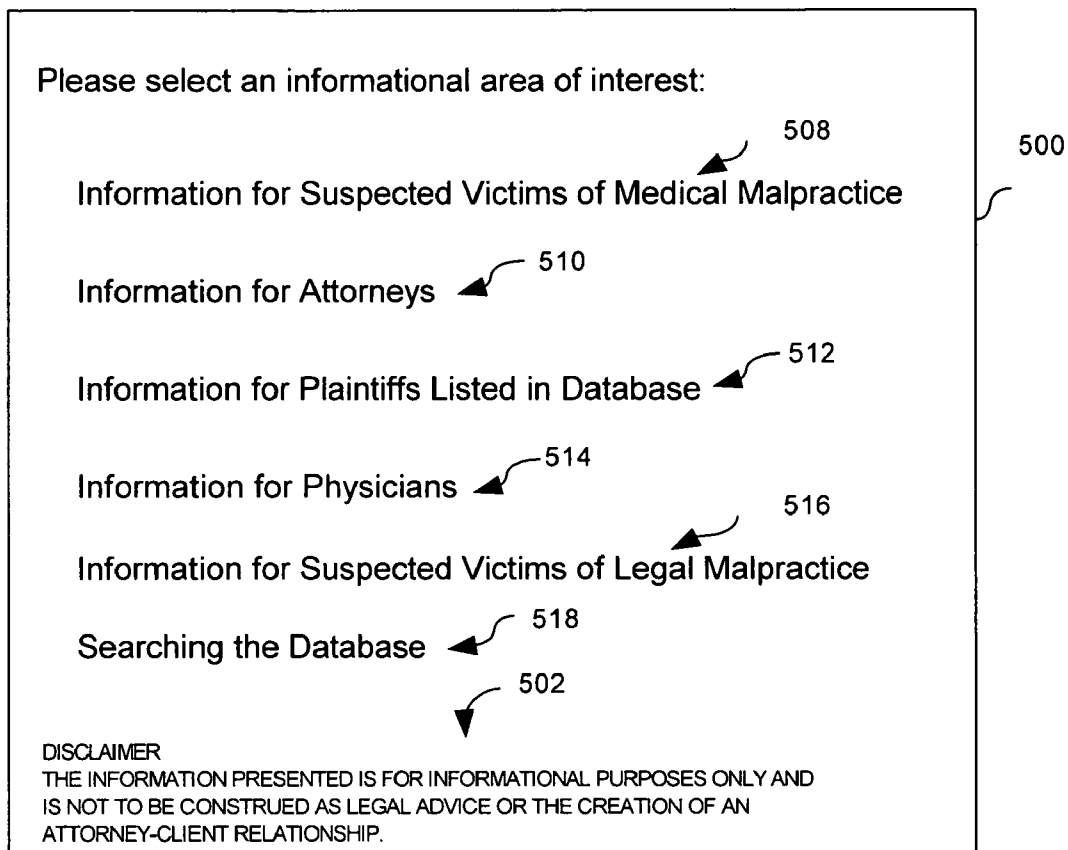 Please select an informational area of interest:
508
500
Information for Suspected Victims of Medical Malpractice
510
Information for Attorneys
512
Information for Plaintiffs Listed in Database
514
Information for Physicians
516
Information for Suspected Victims of Legal Malpractice
518
Searching the Database
502
DISCLAIMER
THE INFORMATION PRESENTED IS FOR INFORMATIONAL PURPOSES ONLY AND
IS NOT TO BE CONSTRUED AS LEGAL ADVICE OR THE CREATION OF AN
ATTORNEY-CLIENT RELATIONSHIP.